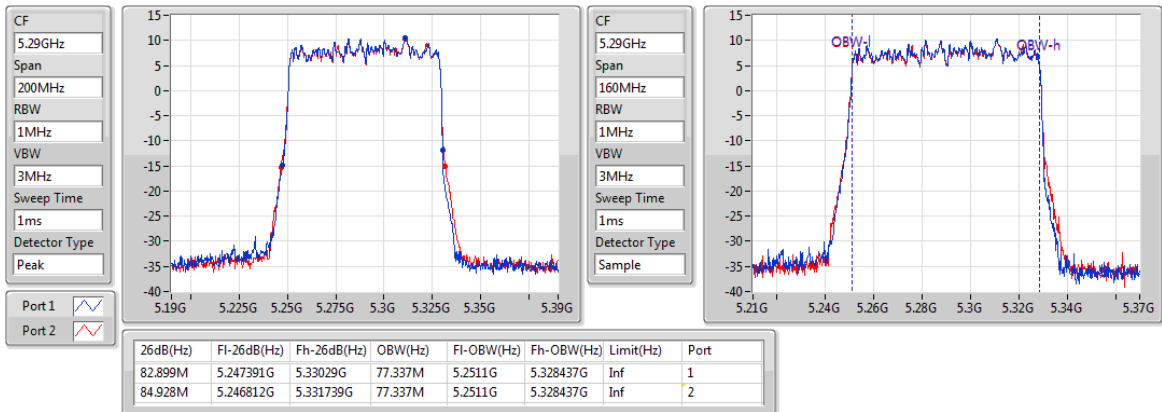 CF
5.29GHz
Span
200MHz
RBW
1MHz
VBW
3MHz
Sweep Time
1ms
Detector Type
Peak
Port 1
Port 2
15
10
5
0
-5
-10
-15
-20
-25
-30
-35
-40
5.19G 5.225G 5.25G 5.275G 5.3G 5.325G 5.35G 5.39G
CF
5.29GHz
Span
160MHz
RBW
1MHz
VBW
3MHz
Sweep Time
1ms
Detector Type
Sample
15
10
5
0
-5
-10
-15
-20
-25
-30
-35
-40
OBW-l OBW-h
5.21G 5.24G 5.26G 5.28G 5.3G 5.32G 5.34G 5.37G
26dB(Hz) Fl-26dB(Hz) Fh-26dB(Hz) OBW(Hz) Fl-OBW(Hz) Fh-OBW(Hz) Limit(Hz) Port
82.899M 5.247391G 5.33029G 77.337M 5.2511G 5.328437G Inf 1
84.928M 5.246812G 5.331739G 77.337M 5.2511G 5.328437G Inf 2